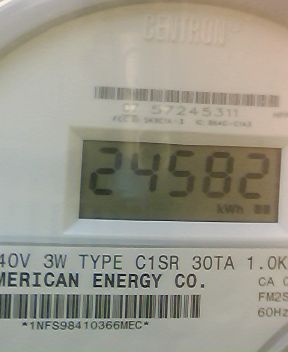 CENTRON
57245311
24582
kWh
40V 3W TYPE C1SR 30TA 1.0K
MERICAN ENERGY CO.
CA
FM2S
60Hz
*1NFS98410366MEC*